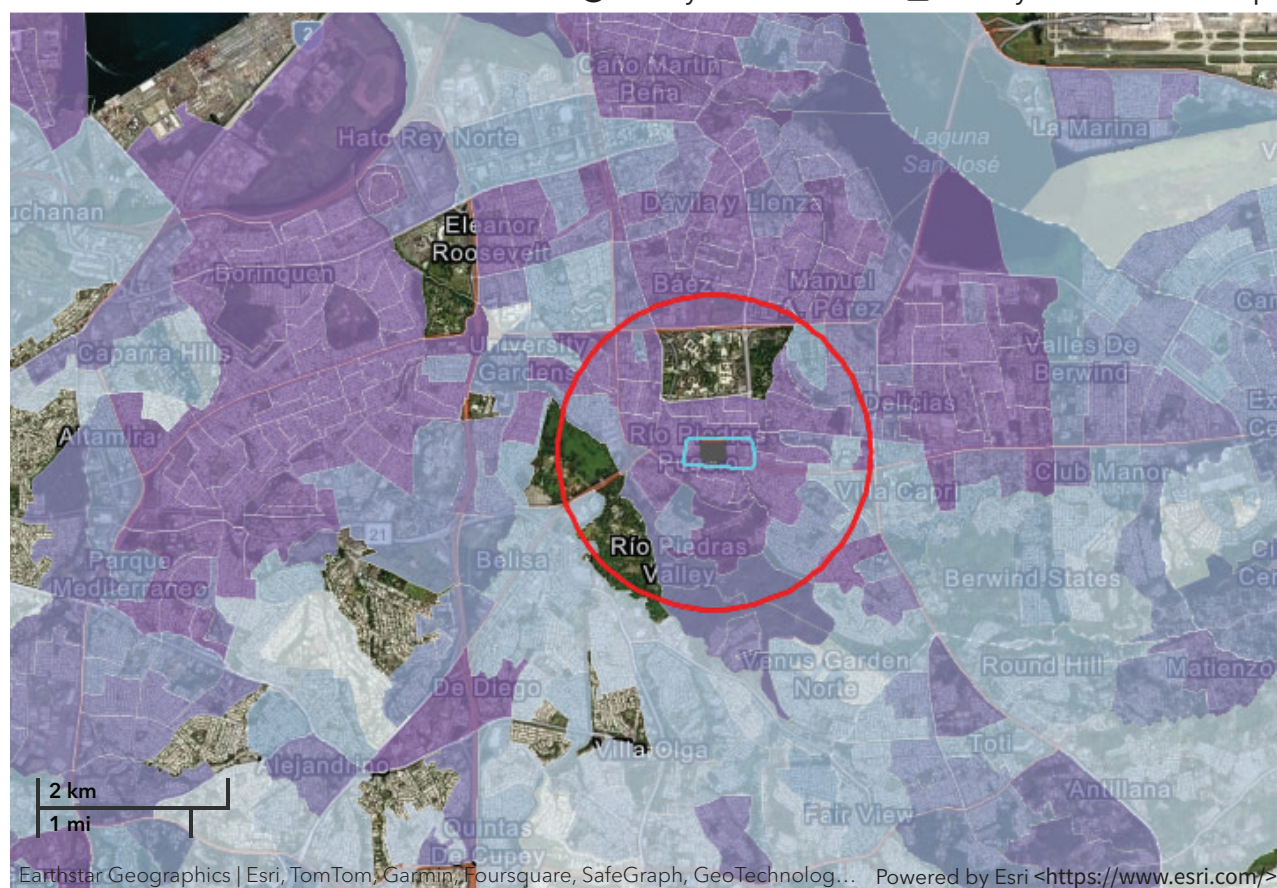 2
Caño Martín
Peña
Hato Rey Norte
Laguna
San José
La Marina
uchanan
Dávila y Llenza
Eleanor
Roosevelt
Borinquen
Báez
Manuel
A. Pérez
University
Gardens
Caparra Hills
Valles De
Berwind
Delicias
Altamira
Río Piedras
Club Manor
Villa Capri
21
Parque
Mediterraneo
Belisa
Río Piedras
Valley
Berwind States
Venus Garden
Norte
Round Hill
Matienzo
De Diego
Villa Olga
Toti
Alejandrino
Antillana
2 km
1 mi
Fair View
Quintas
De Cupey
Earthstar Geographics | Esri, TomTom, Garmin, Foursquare, SafeGraph, GeoTechnolog... Powered by Esri <https://www.esri.com/>